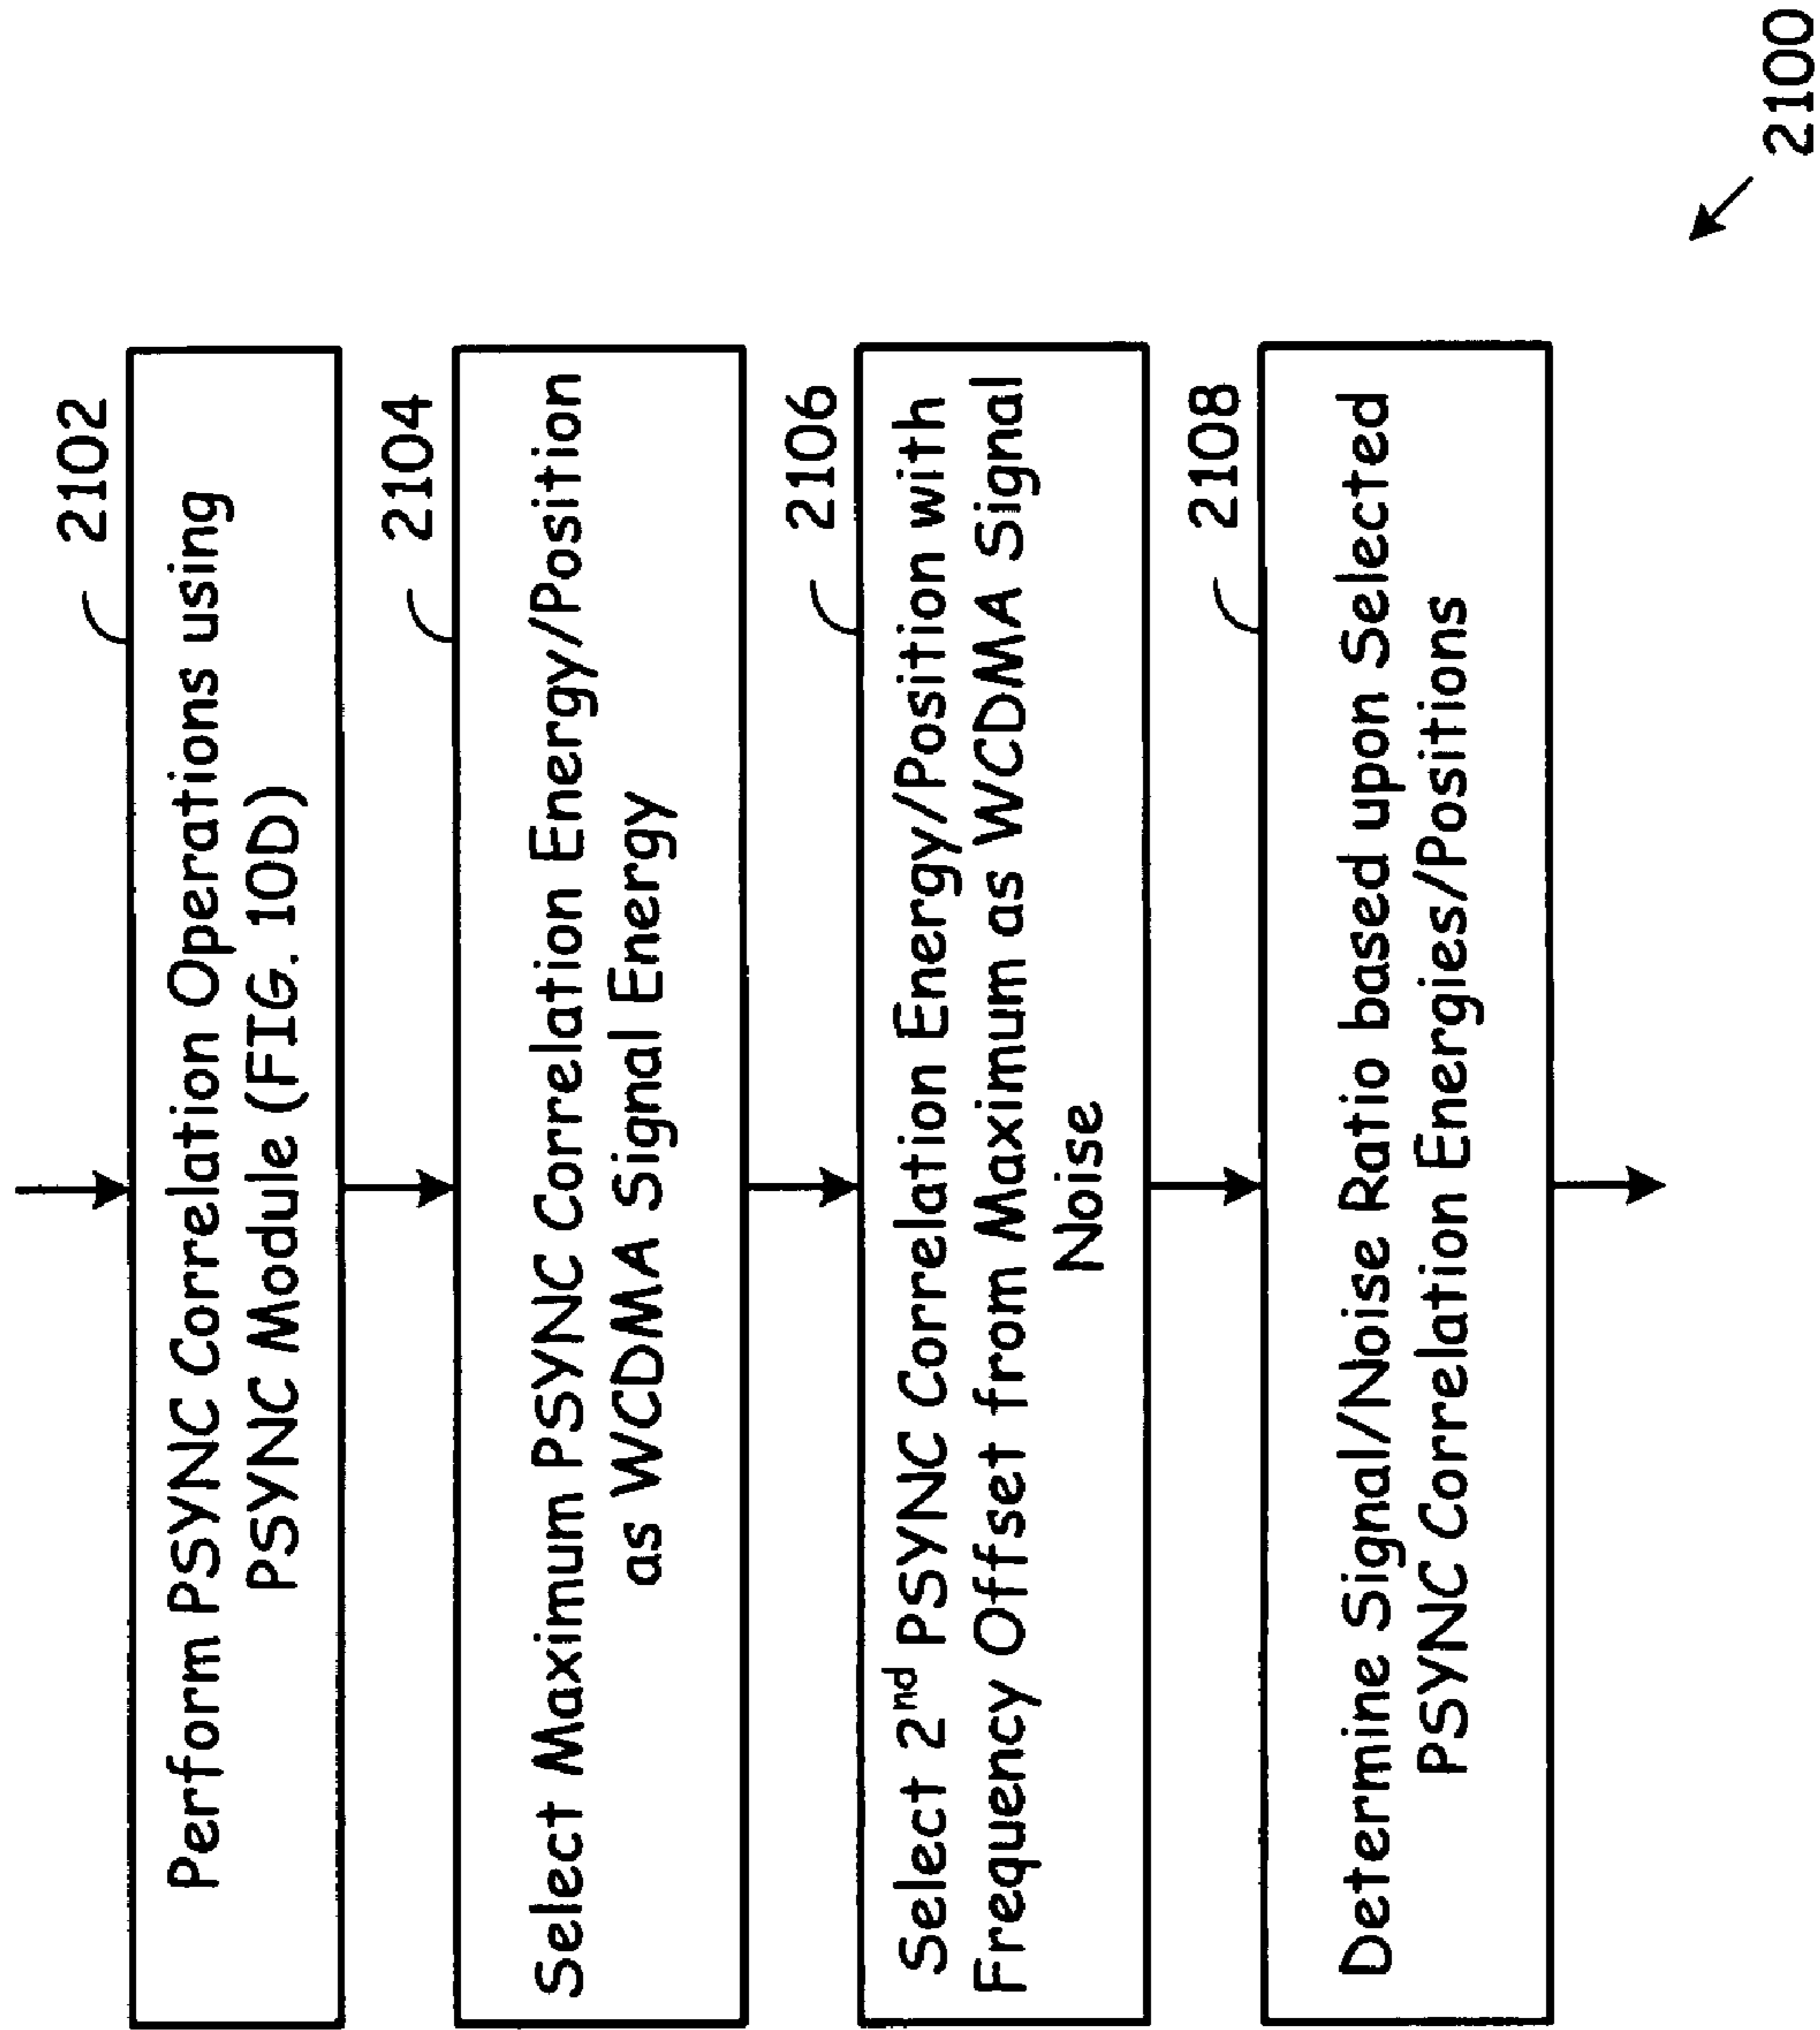 2102
Perform PSYNC Correlation Operations using
PSYNC Module (FIG. 10D)
2104
Select Maximum PSYNC Correlation Energy/Position
as WCDMA Signal Energy
2106
Select 2nd PSYNC Correlation Energy/Position with
Frequency Offset from Maximum as WCDMA Signal
Noise
2108
Determine Signal/Noise Ratio based upon Selected
PSYNC Correlation Energies/Positions
2100